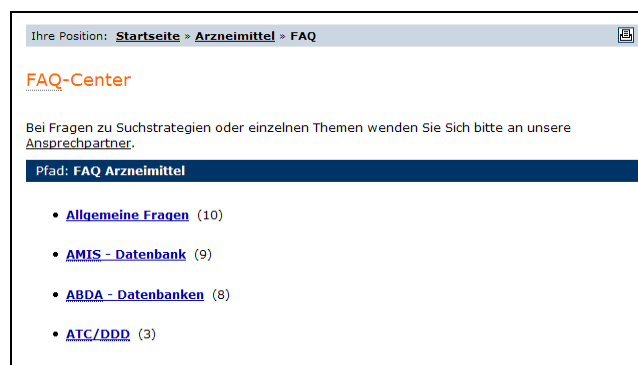 Ihre Position: Startseite » Arzneimittel » FAQ
FAQ-Center
Bei Fragen zu Suchstrategien oder einzelnen Themen wenden Sie Sich bitte an unsere
Ansprechpartner.
Pfad: FAQ Arzneimittel
• Allgemeine Fragen (10)
• AMIS - Datenbank (9)
• ABDA - Datenbanken (8)
• ATC/DDD (3)